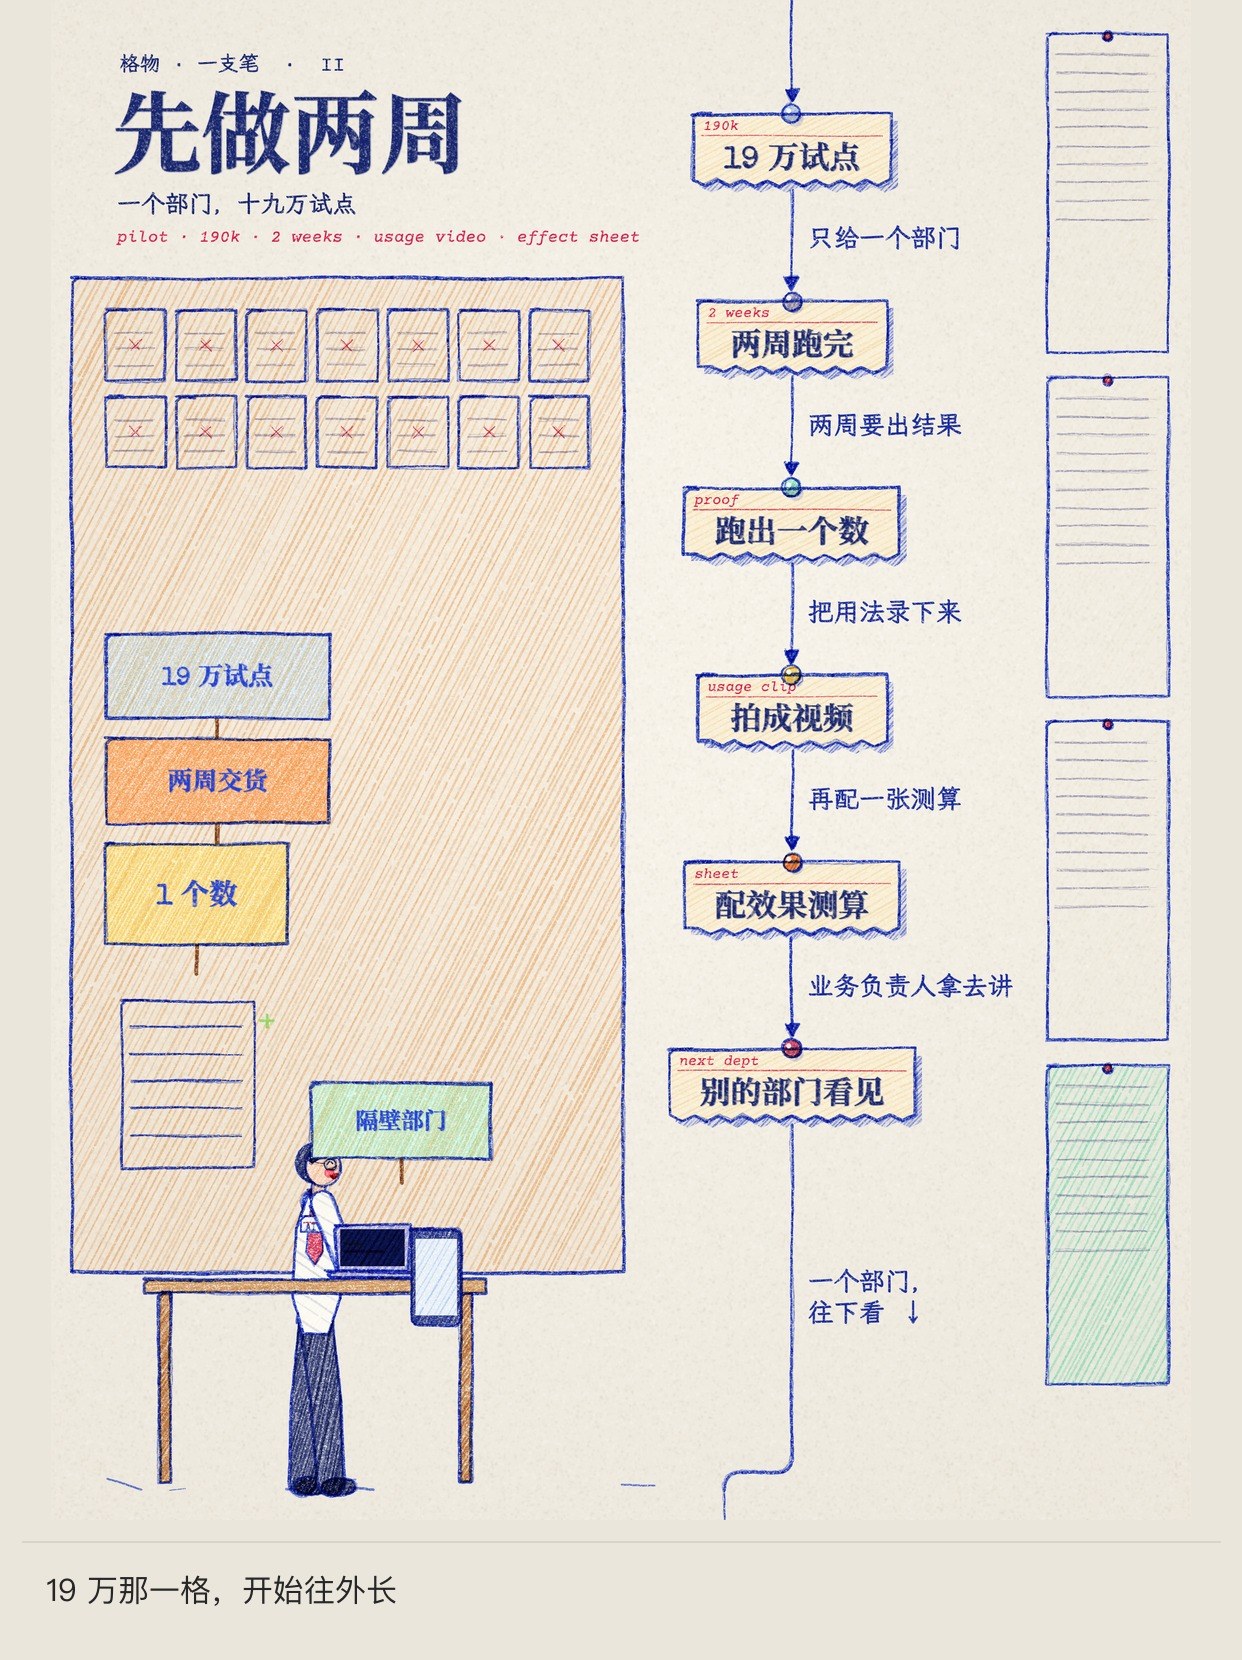 格物 · 一支笔 · II
先做两周
一个部门，十九万试点
pilot · 190k · 2 weeks · usage video · effect sheet
19 万试点
两周交货
1 个数
隔壁部门
190k
19 万试点
只给一个部门
2 weeks
两周跑完
两周要出结果
proof
跑出一个数
把用法录下来
usage clip
拍成视频
再配一张测算
sheet
配效果测算
业务负责人拿去讲
next dept
别的部门看见
一个部门，
往下看 ↓
19 万那一格，开始往外长